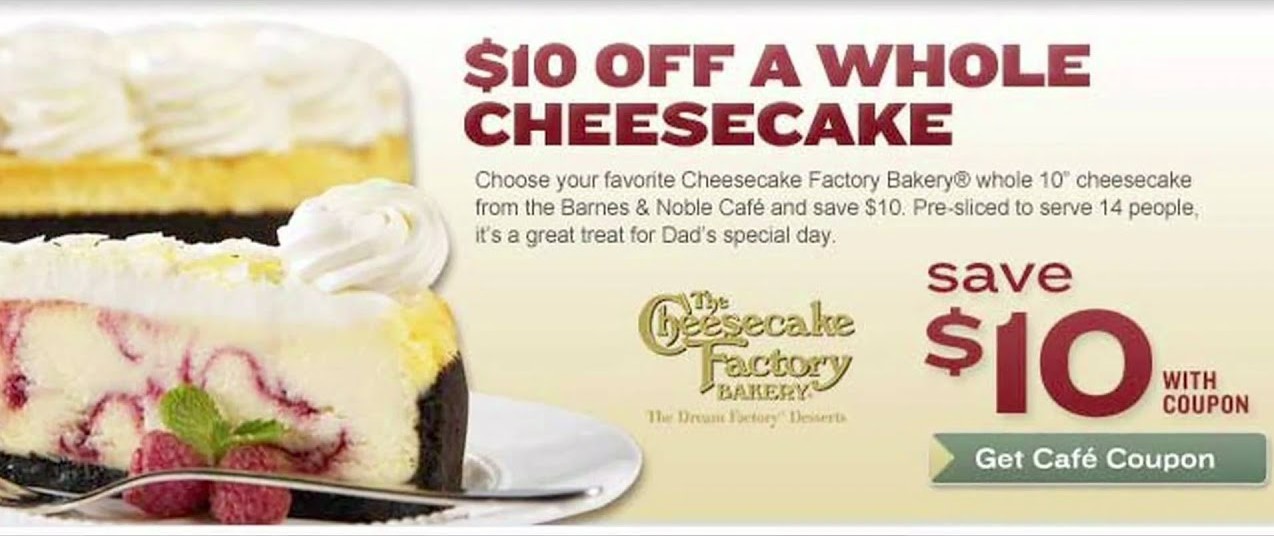 $10 OFF A WHOLE
CHEESECAKE
Choose your favorite Cheesecake Factory Bakery® whole 10" cheesecake
from the Barnes & Noble Café and save $10. Pre-sliced to serve 14 people,
it's a great treat for Dad's special day.
The
Cheesecake
Factory
BAKERY
The Dream Factory Desserts
save
$10
WITH
COUPON
Get Café Coupon